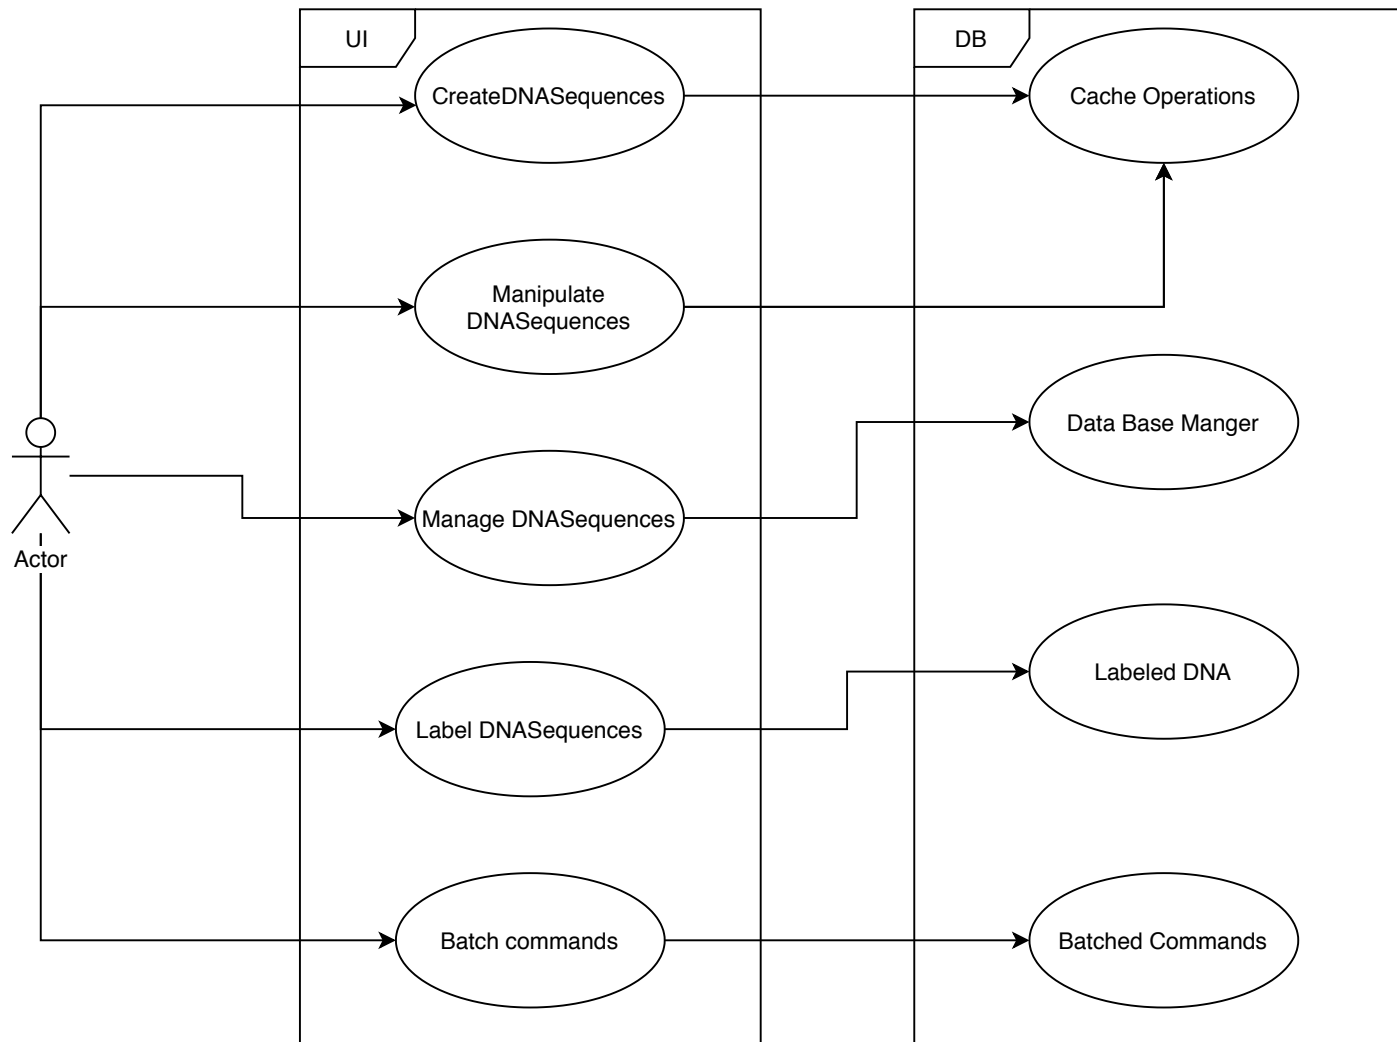 UI
DB
CreateDNASequences
Cache Operations
Manipulate
DNASequences
Data Base Manger
Manage DNASequences
Actor
Labeled DNA
Label DNASequences
Batch commands
Batched Commands